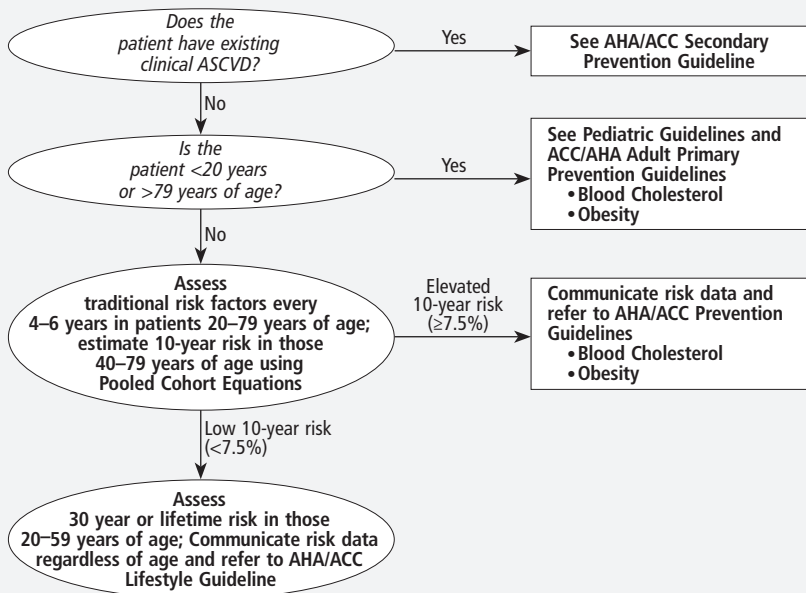 Does the
patient have existing
clinical ASCVD?
Yes
See AHA/ACC Secondary
Prevention Guideline
No
Is the
patient <20 years
or >79 years of age?
Yes
See Pediatric Guidelines and
ACC/AHA Adult Primary
Prevention Guidelines
• Blood Cholesterol
• Obesity
No
Assess
traditional risk factors every
4–6 years in patients 20–79 years of age;
estimate 10-year risk in those
40–79 years of age using
Pooled Cohort Equations
Elevated
10-year risk
(≥7.5%)
Communicate risk data and
refer to AHA/ACC Prevention
Guidelines
• Blood Cholesterol
• Obesity
Low 10-year risk
(<7.5%)
Assess
30 year or lifetime risk in those
20–59 years of age; Communicate risk data
regardless of age and refer to AHA/ACC
Lifestyle Guideline